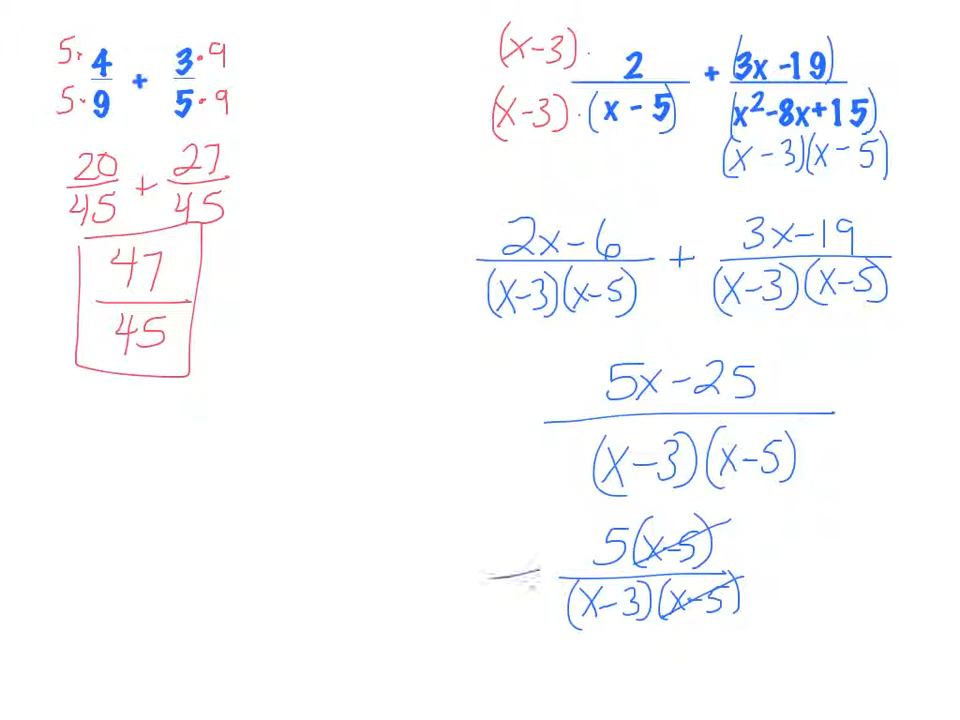 5· 4/9 + 3/5 ·9
5· ·9
20/45 + 27/45
47/45
(x-3)· 2/(x - 5) + (3x -19)/(x² -8x+15)
(x-3)· (x-3)(x-5)
2x-6/(x-3)(x-5) + 3x-19/(x-3)(x-5)
5x-25/(x-3)(x-5)
5(x-5)/(x-3)(x-5)